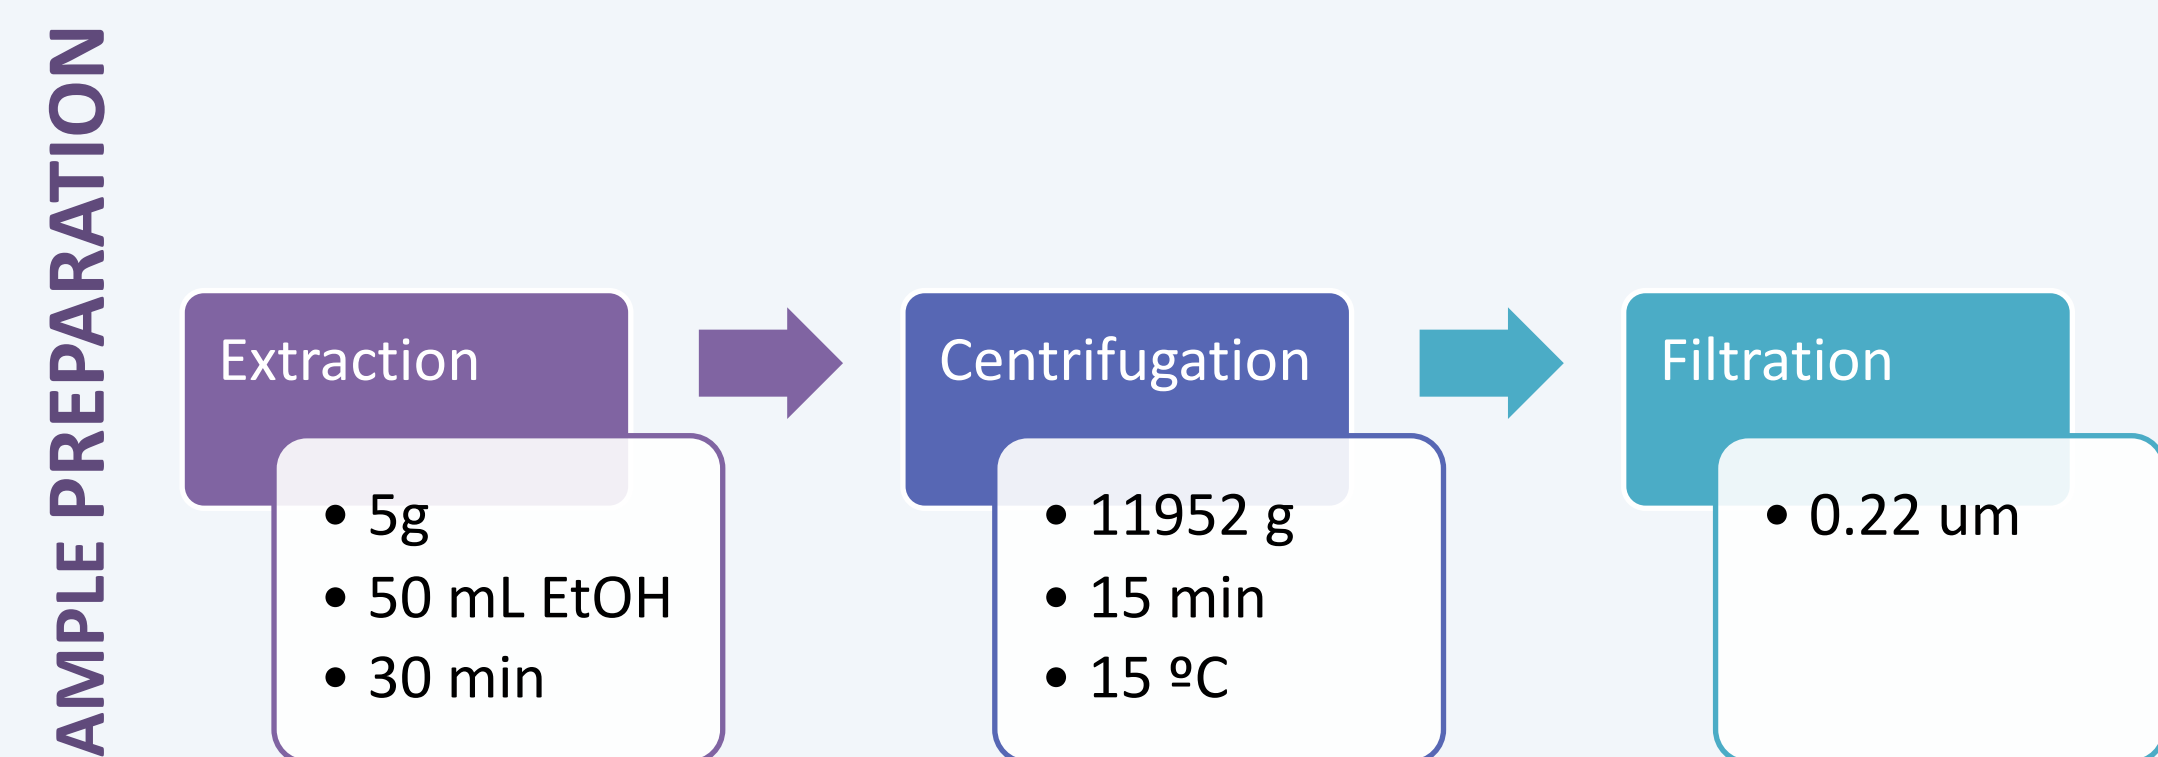 AMPLE PREPARATION
Extraction
• 5g
• 50 mL EtOH
• 30 min
Centrifugation
• 11952 g
• 15 min
• 15 ºC
Filtration
• 0.22 um